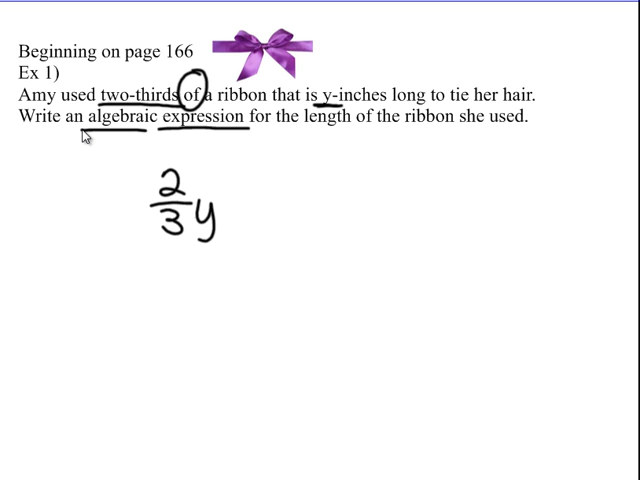 Beginning on page 166
Ex 1)
Amy used two-thirds of a ribbon that is y-inches long to tie her hair.
Write an algebraic expression for the length of the ribbon she used.
2/3 y